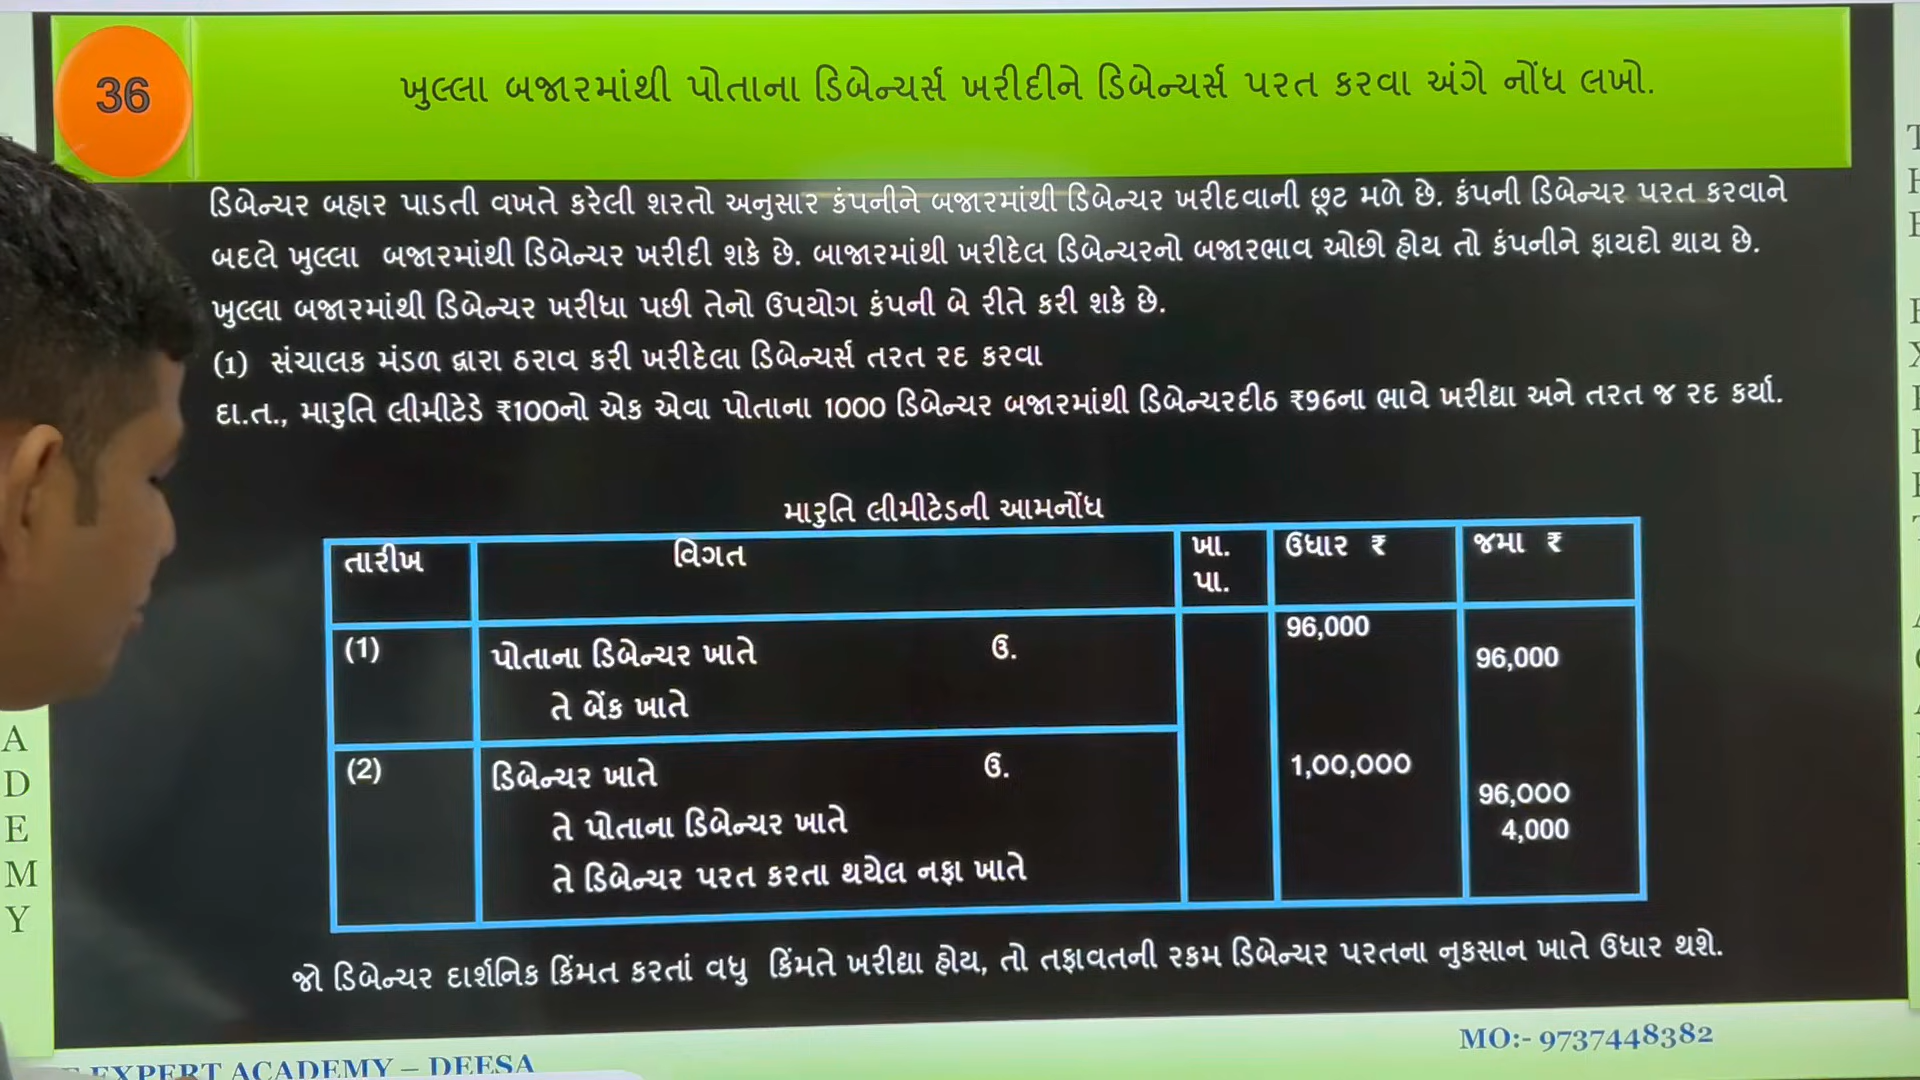 36
ખુલ્લા બજારમાંથી પોતાના ડિબેન્ચર્સ ખરીદીને ડિબેન્ચર્સ પરત કરવા અંગે નોંધ લખો.
ડિબેન્ચર બહાર પાડતી વખતે કરેલી શરતો અનુસાર કંપનીને બજારમાંથી ડિબેન્ચર ખરીદવાની છૂટ મળે છે. કંપની ડિબેન્ચર પરત કરવાને
બદલે ખુલ્લા બજારમાંથી ડિબેન્ચર ખરીદી શકે છે. બાજારમાંથી ખરીદેલ ડિબેન્ચરનો બજારભાવ ઓછો હોય તો કંપનીને ફાયદો થાય છે.
ખુલ્લા બજારમાંથી ડિબેન્ચર ખરીધા પછી તેનો ઉપયોગ કંપની બે રીતે કરી શકે છે.
(1) સંચાલક મંડળ દ્વારા ઠરાવ કરી ખરીદેલા ડિબેન્ચર્સ તરત રદ કરવા
દા.ત., મારુતિ લીમીટેડે ₹100નો એક એવા પોતાના 1000 ડિબેન્ચર બજારમાંથી ડિબેન્ચરદીઠ ₹96ના ભાવે ખરીદ્યા અને તરત જ રદ કર્યા.
મારુતિ લીમીટેડની આમનોંધ
તારીખ વિગત ખા. પા. ઉધાર ₹ જમા ₹
(1) પોતાના ડિબેન્ચર ખાતે ઉ. 96,000
તે બેંક ખાતે 96,000
(2) ડિબેન્ચર ખાતે ઉ. 1,00,000
તે પોતાના ડિબેન્ચર ખાતે 96,000
તે ડિબેન્ચર પરત કરતા થયેલ નફા ખાતે 4,000
જો ડિબેન્ચર દાર્શનિક કિંમત કરતાં વધુ કિંમતે ખરીદ્યા હોય, તો તફાવતની રકમ ડિબેન્ચર પરતના નુકસાન ખાતે ઉધાર થશે.
MO:- 9737448382
EXPERT ACADEMY – DEESA
A
D
E
M
Y